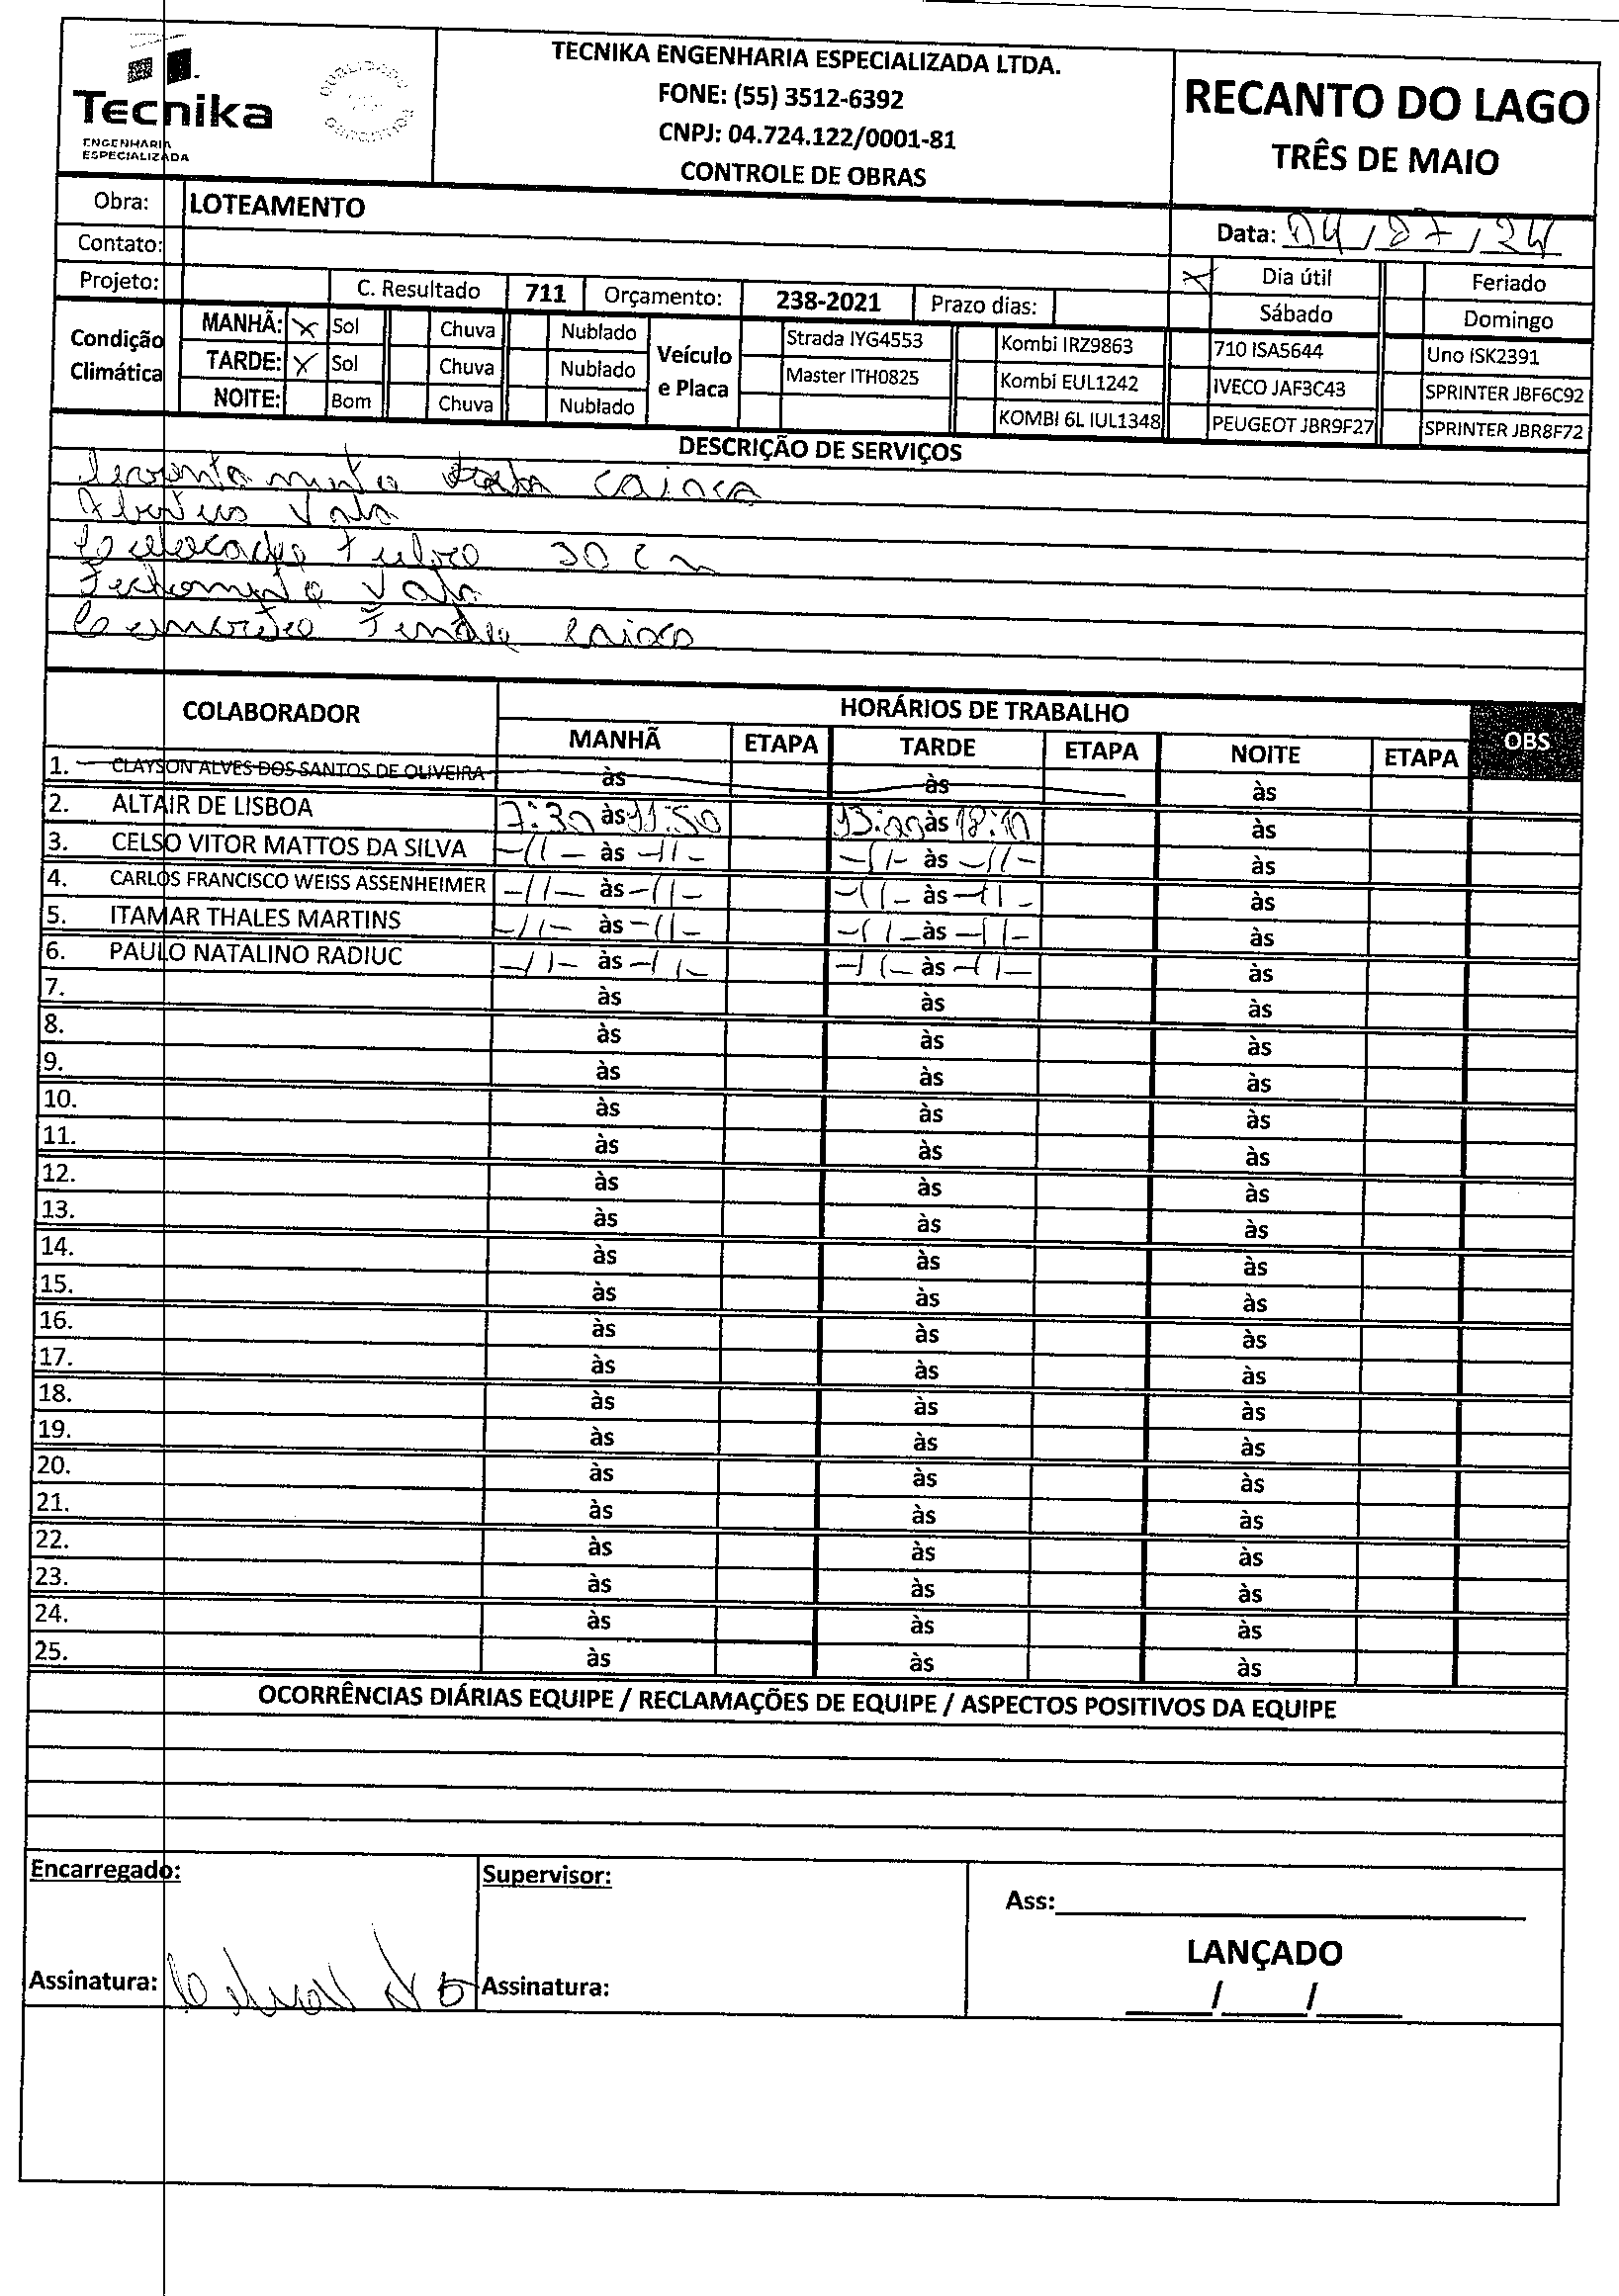 Tecnika
ENGENHARIA
ESPECIALIZADA
TECNIKA ENGENHARIA ESPECIALIZADA LTDA.
FONE: (55) 3512-6392
CNPJ: 04.724.122/0001-81
CONTROLE DE OBRAS
RECANTO DO LAGO
TRÊS DE MAIO
Obra: LOTEAMENTO
Data: 04/07/24
Contato:
Dia útil Feriado
Projeto: C. Resultado 711 Orçamento: 238-2021 Prazo dias:
Sábado Domingo
Condição Climática
MANHÃ: X Sol Chuva Nublado
TARDE: X Sol Chuva Nublado
NOITE: Bom Chuva Nublado
Veículo e Placa
Strada IYG4553 Kombi IRZ9863 710 ISA5644 Uno ISK2391
Master ITH0825 Kombi EUL1242 IVECO JAF3C43 SPRINTER JBF6C92
KOMBI 6L IUL1348 PEUGEOT JBR9F27 SPRINTER JBR8F72
DESCRIÇÃO DE SERVIÇOS
Vala
30 cm
Fechamento Vala
COLABORADOR HORÁRIOS DE TRABALHO OBS
MANHÃ ETAPA TARDE ETAPA NOITE ETAPA
1. CLAYSON ALVES DOS SANTOS DE OLIVEIRA às às às
2. ALTAIR DE LISBOA 7:30 às 11:50 13:00 às 18:10 às
3. CELSO VITOR MATTOS DA SILVA -//- às -//- -//- às -//- às
4. CARLOS FRANCISCO WEISS ASSENHEIMER -//- às -//- -//- às -//- às
5. ITAMAR THALES MARTINS -//- às -//- -//- às -//- às
6. PAULO NATALINO RADIUC -//- às -//- -//- às -//- às
7. às às às
8. às às às
9. às às às
10. às às às
11. às às às
12. às às às
13. às às às
14. às às às
15. às às às
16. às às às
17. às às às
18. às às às
19. às às às
20. às às às
21. às às às
22. às às às
23. às às às
24. às às às
25. às às às
OCORRÊNCIAS DIÁRIAS EQUIPE / RECLAMAÇÕES DE EQUIPE / ASPECTOS POSITIVOS DA EQUIPE
Encarregado: Supervisor:
Ass:
LANÇADO
Assinatura: Assinatura:
/ /